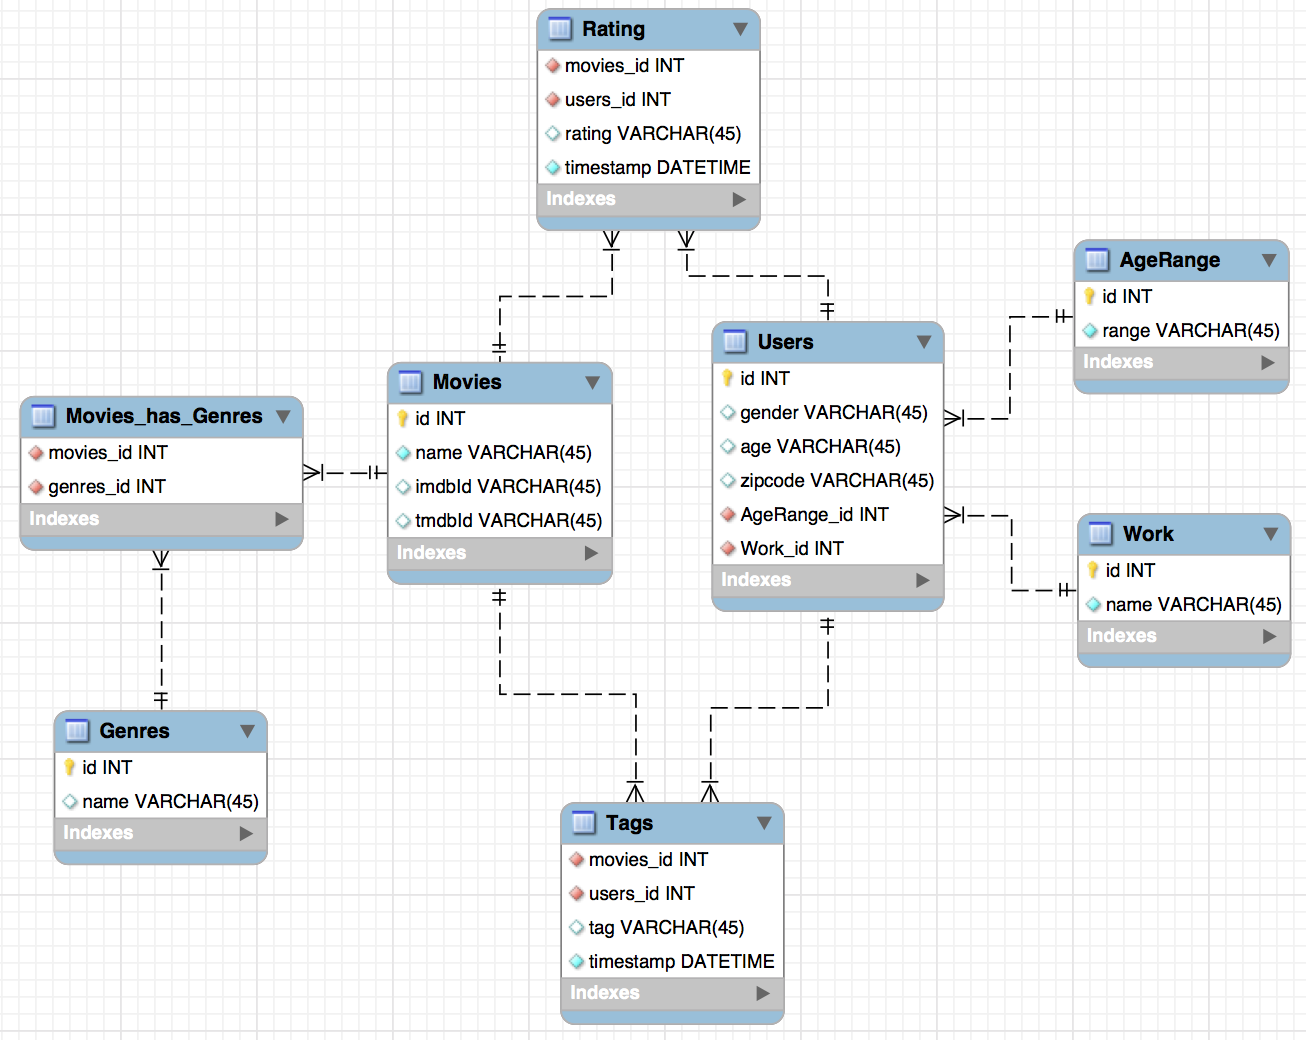 Rating
movies_id INT
users_id INT
rating VARCHAR(45)
timestamp DATETIME
Indexes
AgeRange
id INT
range VARCHAR(45)
Indexes
Users
id INT
gender VARCHAR(45)
age VARCHAR(45)
zipcode VARCHAR(45)
AgeRange_id INT
Work_id INT
Indexes
Movies
id INT
name VARCHAR(45)
imdbId VARCHAR(45)
tmdbId VARCHAR(45)
Indexes
Movies_has_Genres
movies_id INT
genres_id INT
Indexes
Work
id INT
name VARCHAR(45)
Indexes
Genres
id INT
name VARCHAR(45)
Indexes
Tags
movies_id INT
users_id INT
tag VARCHAR(45)
timestamp DATETIME
Indexes